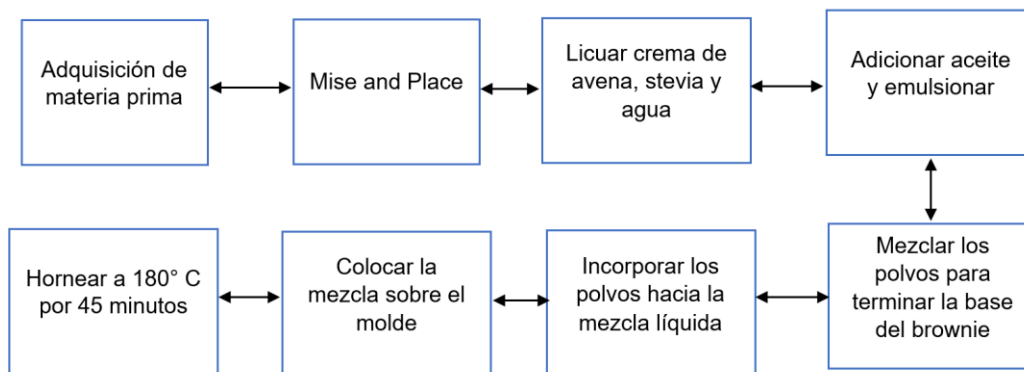 Adquisición de
materia prima
Mise and Place
Licuar crema de
avena, stevia y
agua
Adicionar aceite
y emulsionar
Mezclar los
polvos para
terminar la base
del brownie
Incorporar los
polvos hacia la
mezcla líquida
Colocar la
mezcla sobre el
molde
Hornear a 180° C
por 45 minutos